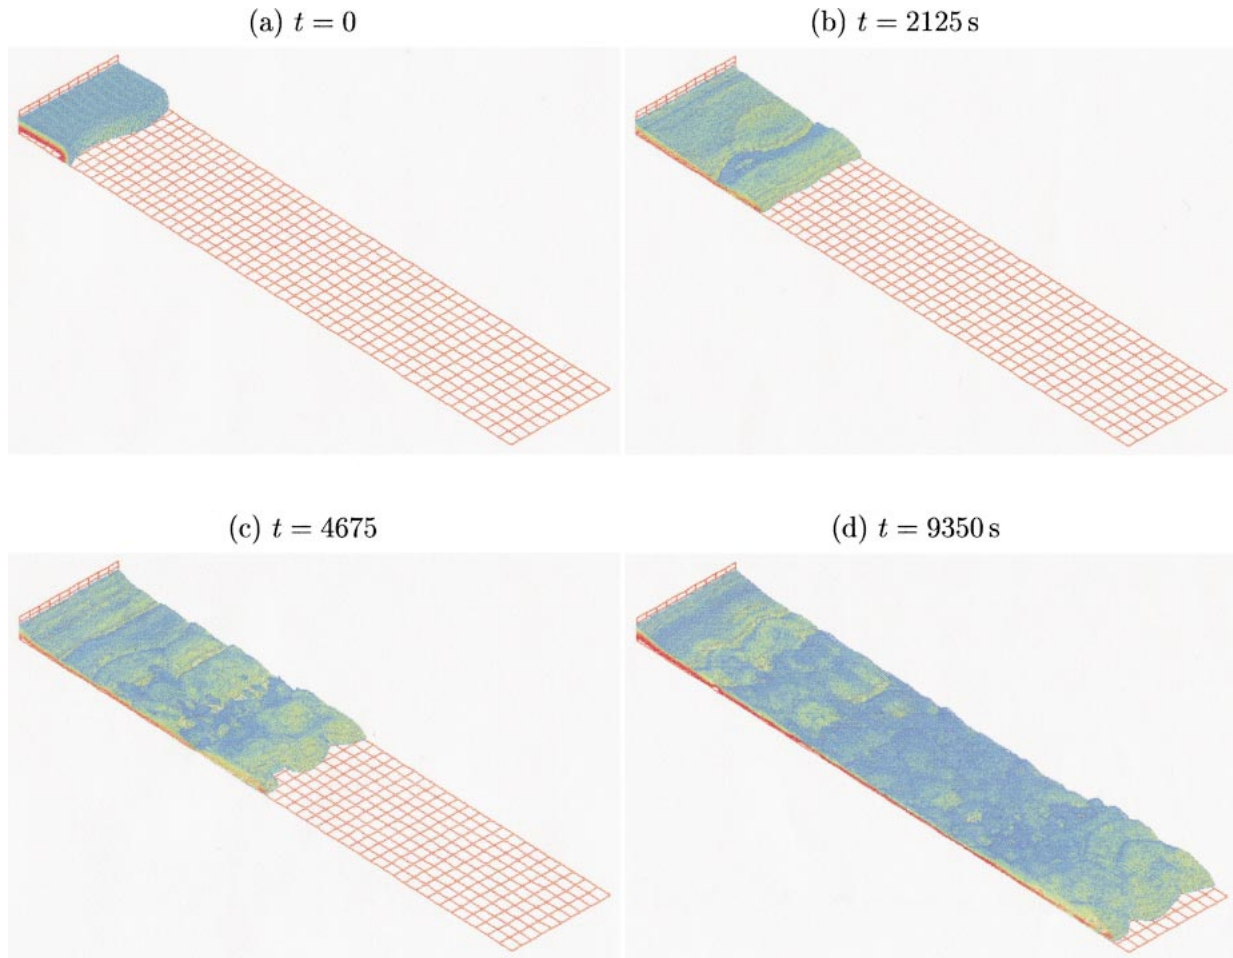 (a) t = 0
(b) t = 2125 s
(c) t = 4675
(d) t = 9350 s